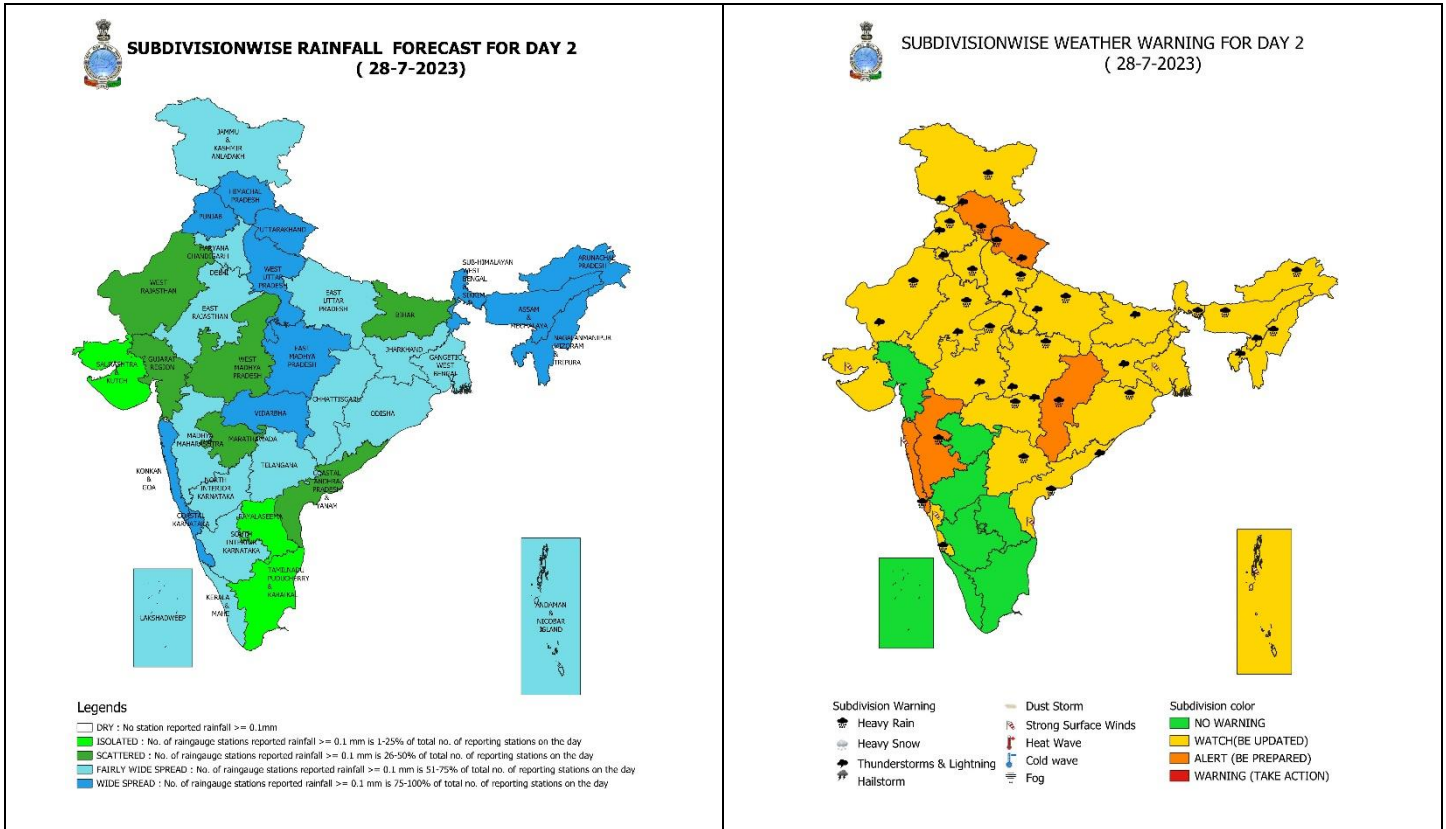 SUBDIVISIONWISE RAINFALL FORECAST FOR DAY 2
( 28-7-2023)
JAMMU
&
KASHMIR
ANLADAKH
HIMACHAL
PRADESH
PUNJAB
UTTARAKHAND
HARYANA
CHANDIGARH
&
DELHI
WEST
UTTAR
PRADESH
WEST
RAJASTHAN
EAST
RAJASTHAN
EAST
UTTAR
PRADESH
SUB-HIMALAYAN
WEST
BENGAL
&
SIKKIM
ARUNACHAL
PRADESH
ASSAM
&
MEGHALAYA
NAGALANMANIPUR
MIZORAM
&
TRIPURA
BIHAR
JHARKHAND
GANGETIC
WEST
BENGAL
SAURASHTRA
&
KUTCH
GUJARAT
REGION
WEST
MADHYA
PRADESH
EAST
MADHYA
PRADESH
CHHATTISGARH
ODISHA
VIDARBHA
MADHYA
MAHARASHTRA
MARATHAWADA
TELANGANA
KONKAN
&
GOA
NORTH
INTERIOR
KARNATAKA
COASTAL
ANDHRA
PRADESH
&
YANAM
COASTAL
KARNATAKA
RAYALASEEMA
SOUTH
INTERIOR
KARNATAKA
TAMILNADU
PUDUCHERRY
&
KARAIKAL
KERALA
&
MAHE
LAKSHADWEEP
ANDAMAN
&
NICOBAR
ISLAND
Legends
DRY : No station reported rainfall >= 0.1mm
ISOLATED : No. of raingauge stations reported rainfall >= 0.1 mm is 1-25% of total no. of reporting stations on the day
SCATTERED : No. of raingauge stations reported rainfall >= 0.1 mm is 26-50% of total no. of reporting stations on the day
FAIRLY WIDE SPREAD : No. of raingauge stations reported rainfall >= 0.1 mm is 51-75% of total no. of reporting stations on the day
WIDE SPREAD : No. of raingauge stations reported rainfall >= 0.1 mm is 75-100% of total no. of reporting stations on the day
SUBDIVISIONWISE WEATHER WARNING FOR DAY 2
( 28-7-2023)
Subdivision Warning
Heavy Rain
Heavy Snow
Thunderstorms & Lightning
Hailstorm
Dust Storm
Strong Surface Winds
Heat Wave
Cold wave
Fog
Subdivision color
NO WARNING
WATCH(BE UPDATED)
ALERT (BE PREPARED)
WARNING (TAKE ACTION)